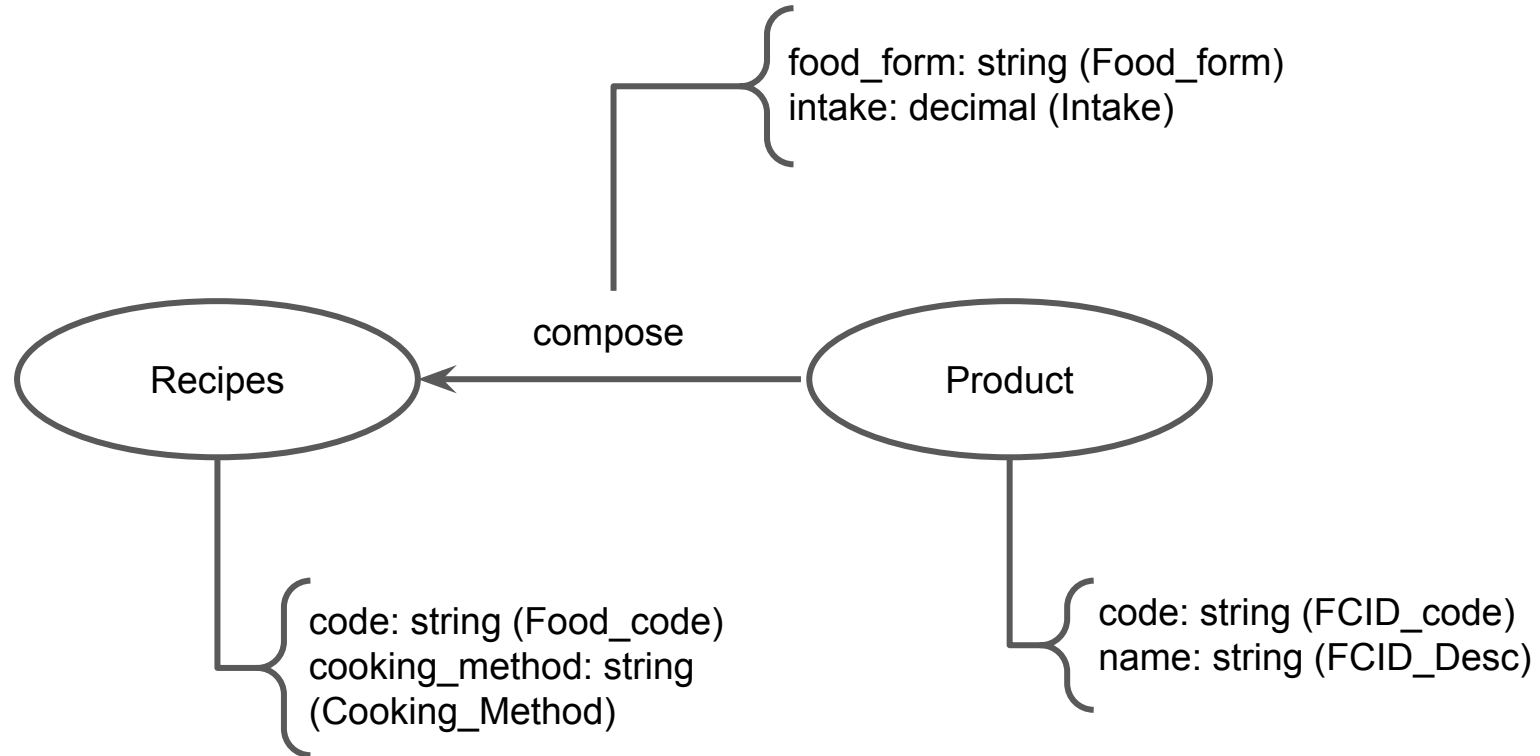 food_form: string (Food_form)
intake: decimal (Intake)
compose
Recipes
Product
code: string (Food_code)
cooking_method: string
(Cooking_Method)
code: string (FCID_code)
name: string (FCID_Desc)